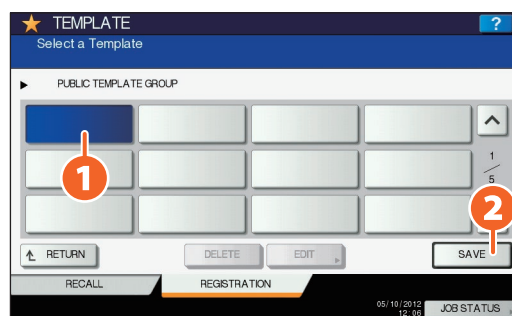 TEMPLATE
?
Select a Template
PUBLIC TEMPLATE GROUP
1
1
5
2
RETURN
DELETE
EDIT
SAVE
RECALL
REGISTRATION
05/10/2012
12:06
JOB STATUS